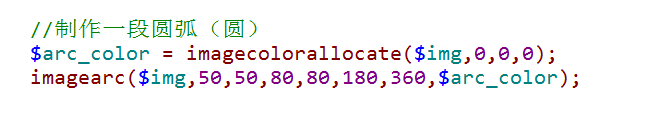 //制作一段圆弧（圆）
$arc_color = imagecolorallocate($img,0,0,0);
imagearc($img,50,50,80,80,180,360,$arc_color);